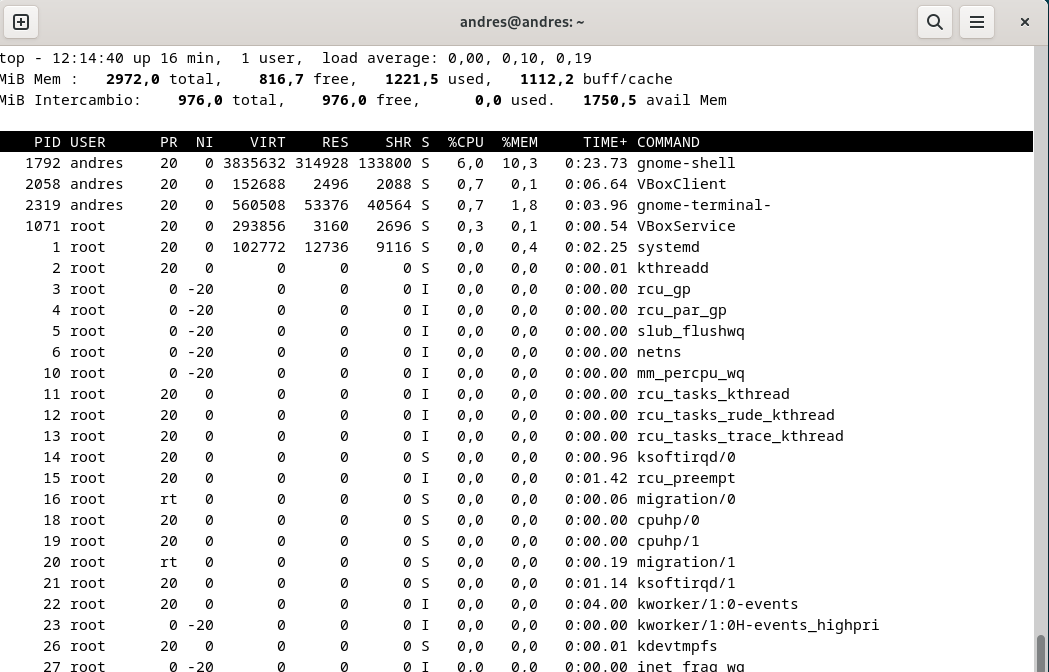 andres@andres: ~
top - 12:14:40 up 16 min,  1 user,  load average: 0,00, 0,10, 0,19
MiB Mem :   2972,0 total,    816,7 free,   1221,5 used,   1112,2 buff/cache
MiB Intercambio:    976,0 total,    976,0 free,      0,0 used.   1750,5 avail Mem
PID USER      PR  NI    VIRT    RES    SHR S  %CPU  %MEM     TIME+ COMMAND
1792 andres    20   0 3835632 314928 133800 S   6,0  10,3   0:23.73 gnome-shell
2058 andres    20   0  152688   2496   2088 S   0,7   0,1   0:06.64 VBoxClient
2319 andres    20   0  560508  53376  40564 S   0,7   1,8   0:03.96 gnome-terminal-
1071 root      20   0  293856   3160   2696 S   0,3   0,1   0:00.54 VBoxService
1 root      20   0  102772  12736   9116 S   0,0   0,4   0:02.25 systemd
2 root      20   0       0      0      0 S   0,0   0,0   0:00.01 kthreadd
3 root       0 -20       0      0      0 I   0,0   0,0   0:00.00 rcu_gp
4 root       0 -20       0      0      0 I   0,0   0,0   0:00.00 rcu_par_gp
5 root       0 -20       0      0      0 I   0,0   0,0   0:00.00 slub_flushwq
6 root       0 -20       0      0      0 I   0,0   0,0   0:00.00 netns
10 root       0 -20       0      0      0 I   0,0   0,0   0:00.00 mm_percpu_wq
11 root      20   0       0      0      0 I   0,0   0,0   0:00.00 rcu_tasks_kthread
12 root      20   0       0      0      0 I   0,0   0,0   0:00.00 rcu_tasks_rude_kthread
13 root      20   0       0      0      0 I   0,0   0,0   0:00.00 rcu_tasks_trace_kthread
14 root      20   0       0      0      0 S   0,0   0,0   0:00.96 ksoftirqd/0
15 root      20   0       0      0      0 I   0,0   0,0   0:01.42 rcu_preempt
16 root      rt   0       0      0      0 S   0,0   0,0   0:00.06 migration/0
18 root      20   0       0      0      0 S   0,0   0,0   0:00.00 cpuhp/0
19 root      20   0       0      0      0 S   0,0   0,0   0:00.00 cpuhp/1
20 root      rt   0       0      0      0 S   0,0   0,0   0:00.19 migration/1
21 root      20   0       0      0      0 S   0,0   0,0   0:01.14 ksoftirqd/1
22 root      20   0       0      0      0 I   0,0   0,0   0:04.00 kworker/1:0-events
23 root       0 -20       0      0      0 I   0,0   0,0   0:00.00 kworker/1:0H-events_highpri
26 root      20   0       0      0      0 S   0,0   0,0   0:00.01 kdevtmpfs
27 root       0 -20       0      0      0 I   0,0   0,0   0:00.00 inet_frag_wq